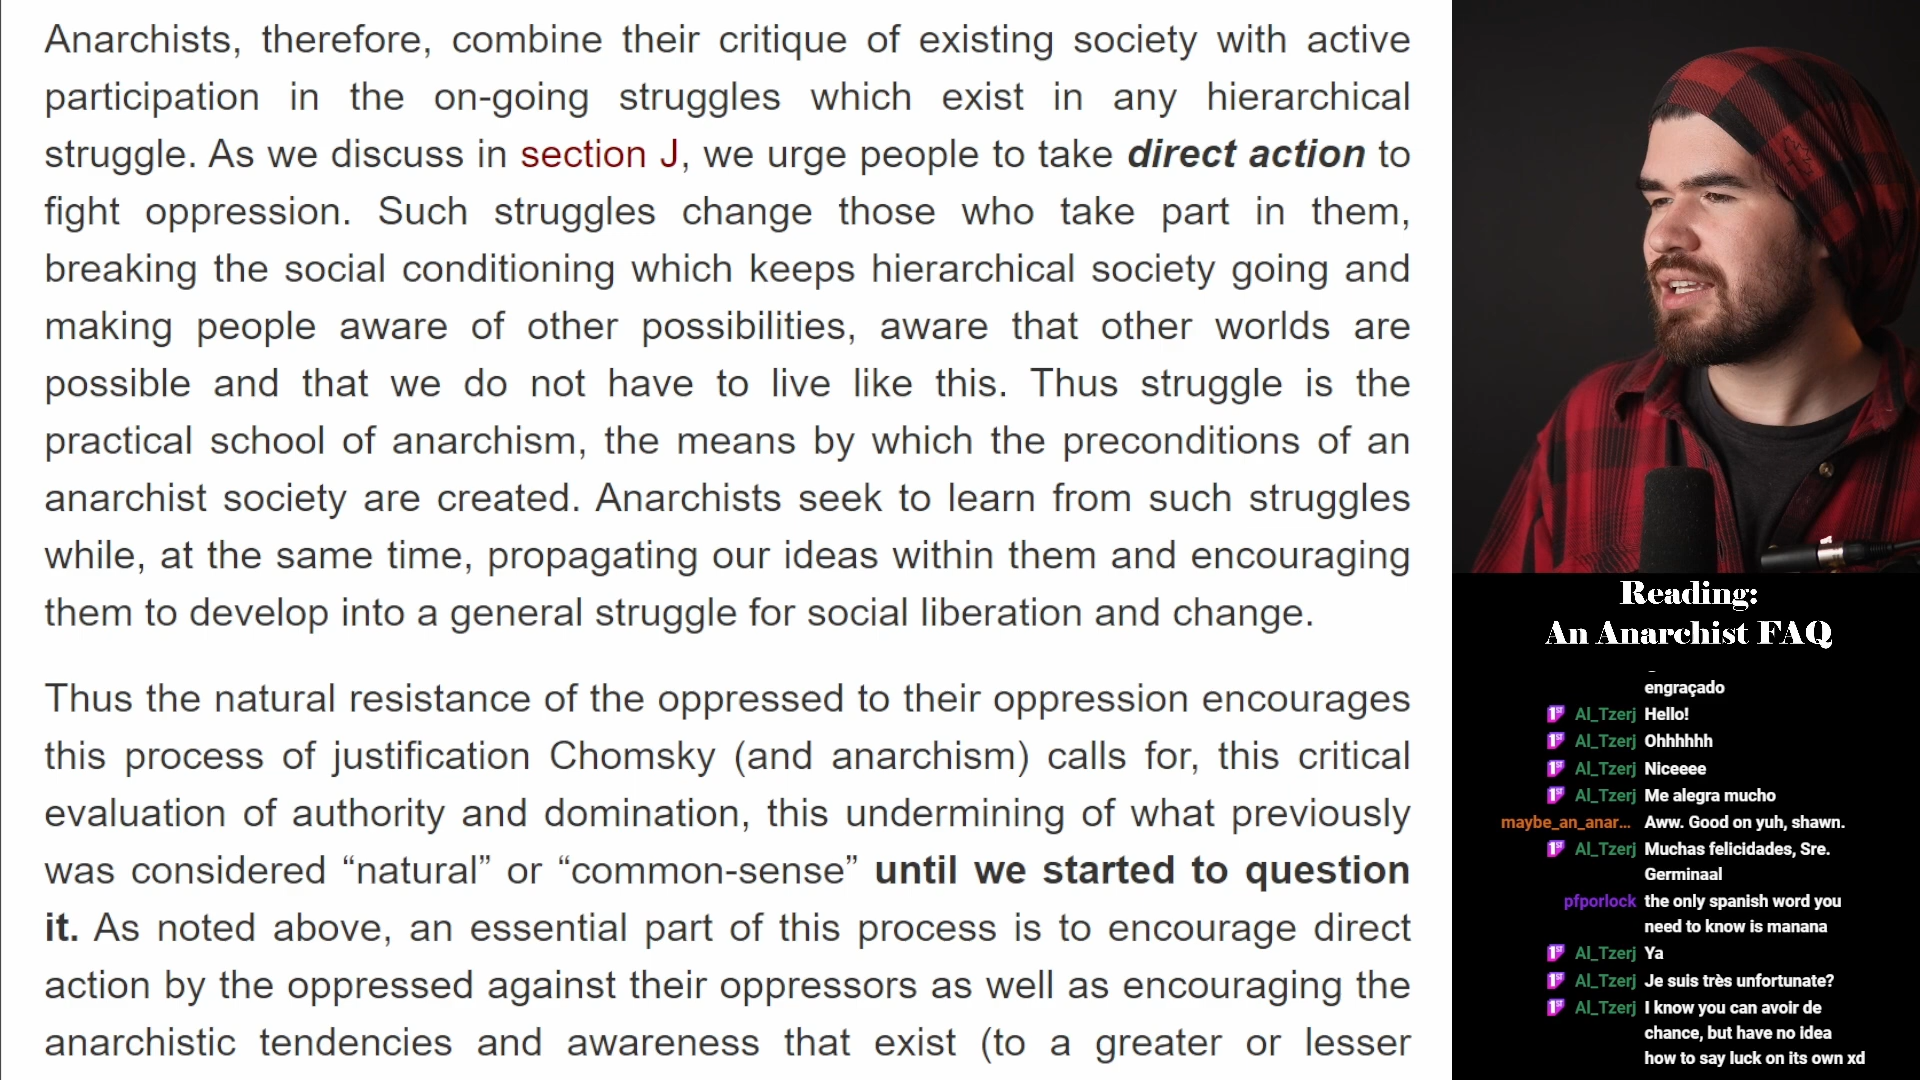 Anarchists, therefore, combine their critique of existing society with active
participation in the on-going struggles which exist in any hierarchical
struggle. As we discuss in section J, we urge people to take direct action to
fight oppression. Such struggles change those who take part in them,
breaking the social conditioning which keeps hierarchical society going and
making people aware of other possibilities, aware that other worlds are
possible and that we do not have to live like this. Thus struggle is the
practical school of anarchism, the means by which the preconditions of an
anarchist society are created. Anarchists seek to learn from such struggles
while, at the same time, propagating our ideas within them and encouraging
them to develop into a general struggle for social liberation and change.
Thus the natural resistance of the oppressed to their oppression encourages
this process of justification Chomsky (and anarchism) calls for, this critical
evaluation of authority and domination, this undermining of what previously
was considered “natural” or “common-sense” until we started to question
it. As noted above, an essential part of this process is to encourage direct
action by the oppressed against their oppressors as well as encouraging the
anarchistic tendencies and awareness that exist (to a greater or lesser
Reading:
An Anarchist FAQ
engraçado
1ST Al_Tzerj Hello!
1ST Al_Tzerj Ohhhhhh
1ST Al_Tzerj Niceeee
1ST Al_Tzerj Me alegra mucho
maybe_an_anar... Aww. Good on yuh, shawn.
1ST Al_Tzerj Muchas felicidades, Sre.
Germinaal
pfporlock the only spanish word you
need to know is manana
1ST Al_Tzerj Ya
1ST Al_Tzerj Je suis très unfortunate?
1ST Al_Tzerj I know you can avoir de
chance, but have no idea
how to say luck on its own xd